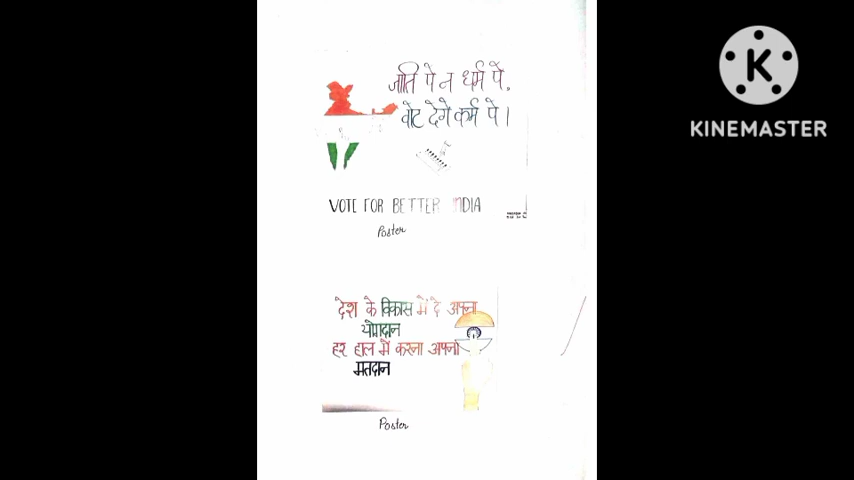 जाति पे न धर्म पे,
वोट देगें कर्म पे।
VOTE FOR BETTER INDIA
Poster
देश के विकास में दे अपना
योगदान
हर हाल में करना अपना
मतदान
Poster
KINEMASTER